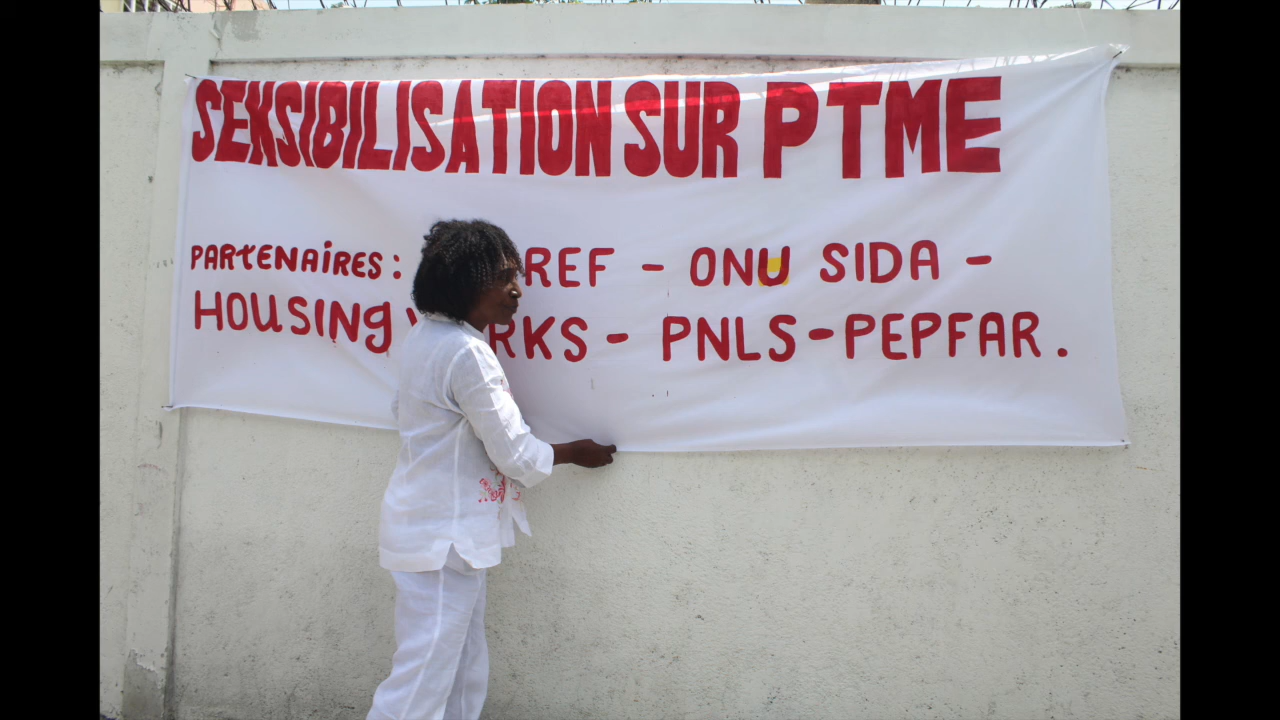 SENSIBILISATION SUR PTME
PARTENAIRES: REF - ONU SIDA -
HOUSING RKS - PNLS - PEPFAR.